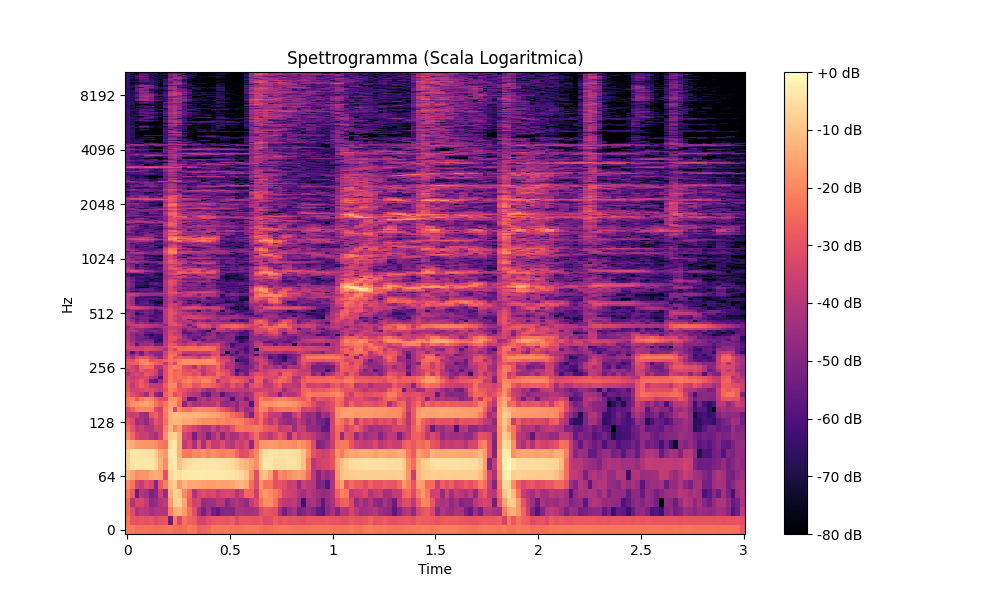 Spettrogramma (Scala Logaritmica)
Hz
8192
4096
2048
1024
512
256
128
64
0
0 0.5 1 1.5 2 2.5 3
Time
+0 dB
-10 dB
-20 dB
-30 dB
-40 dB
-50 dB
-60 dB
-70 dB
-80 dB